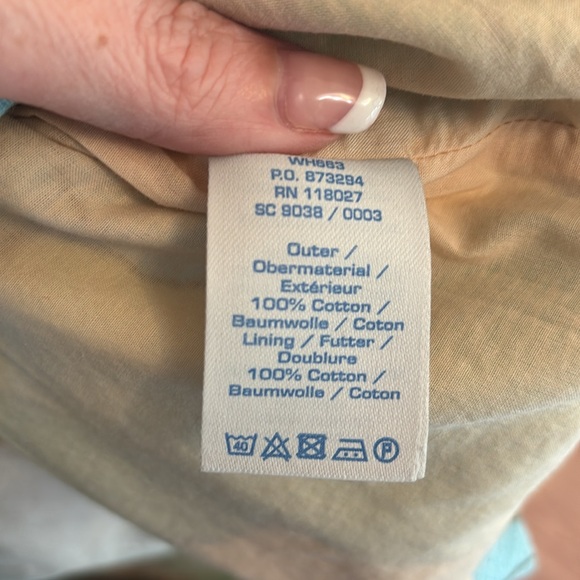 WH663
P.O. 873294
RN 118027
SC 9038 / 0003
Outer /
Obermaterial /
Extérieur
100% Cotton /
Baumwolle / Coton
Lining / Futter /
Doublure
100% Cotton /
Baumwolle / Coton
40 P